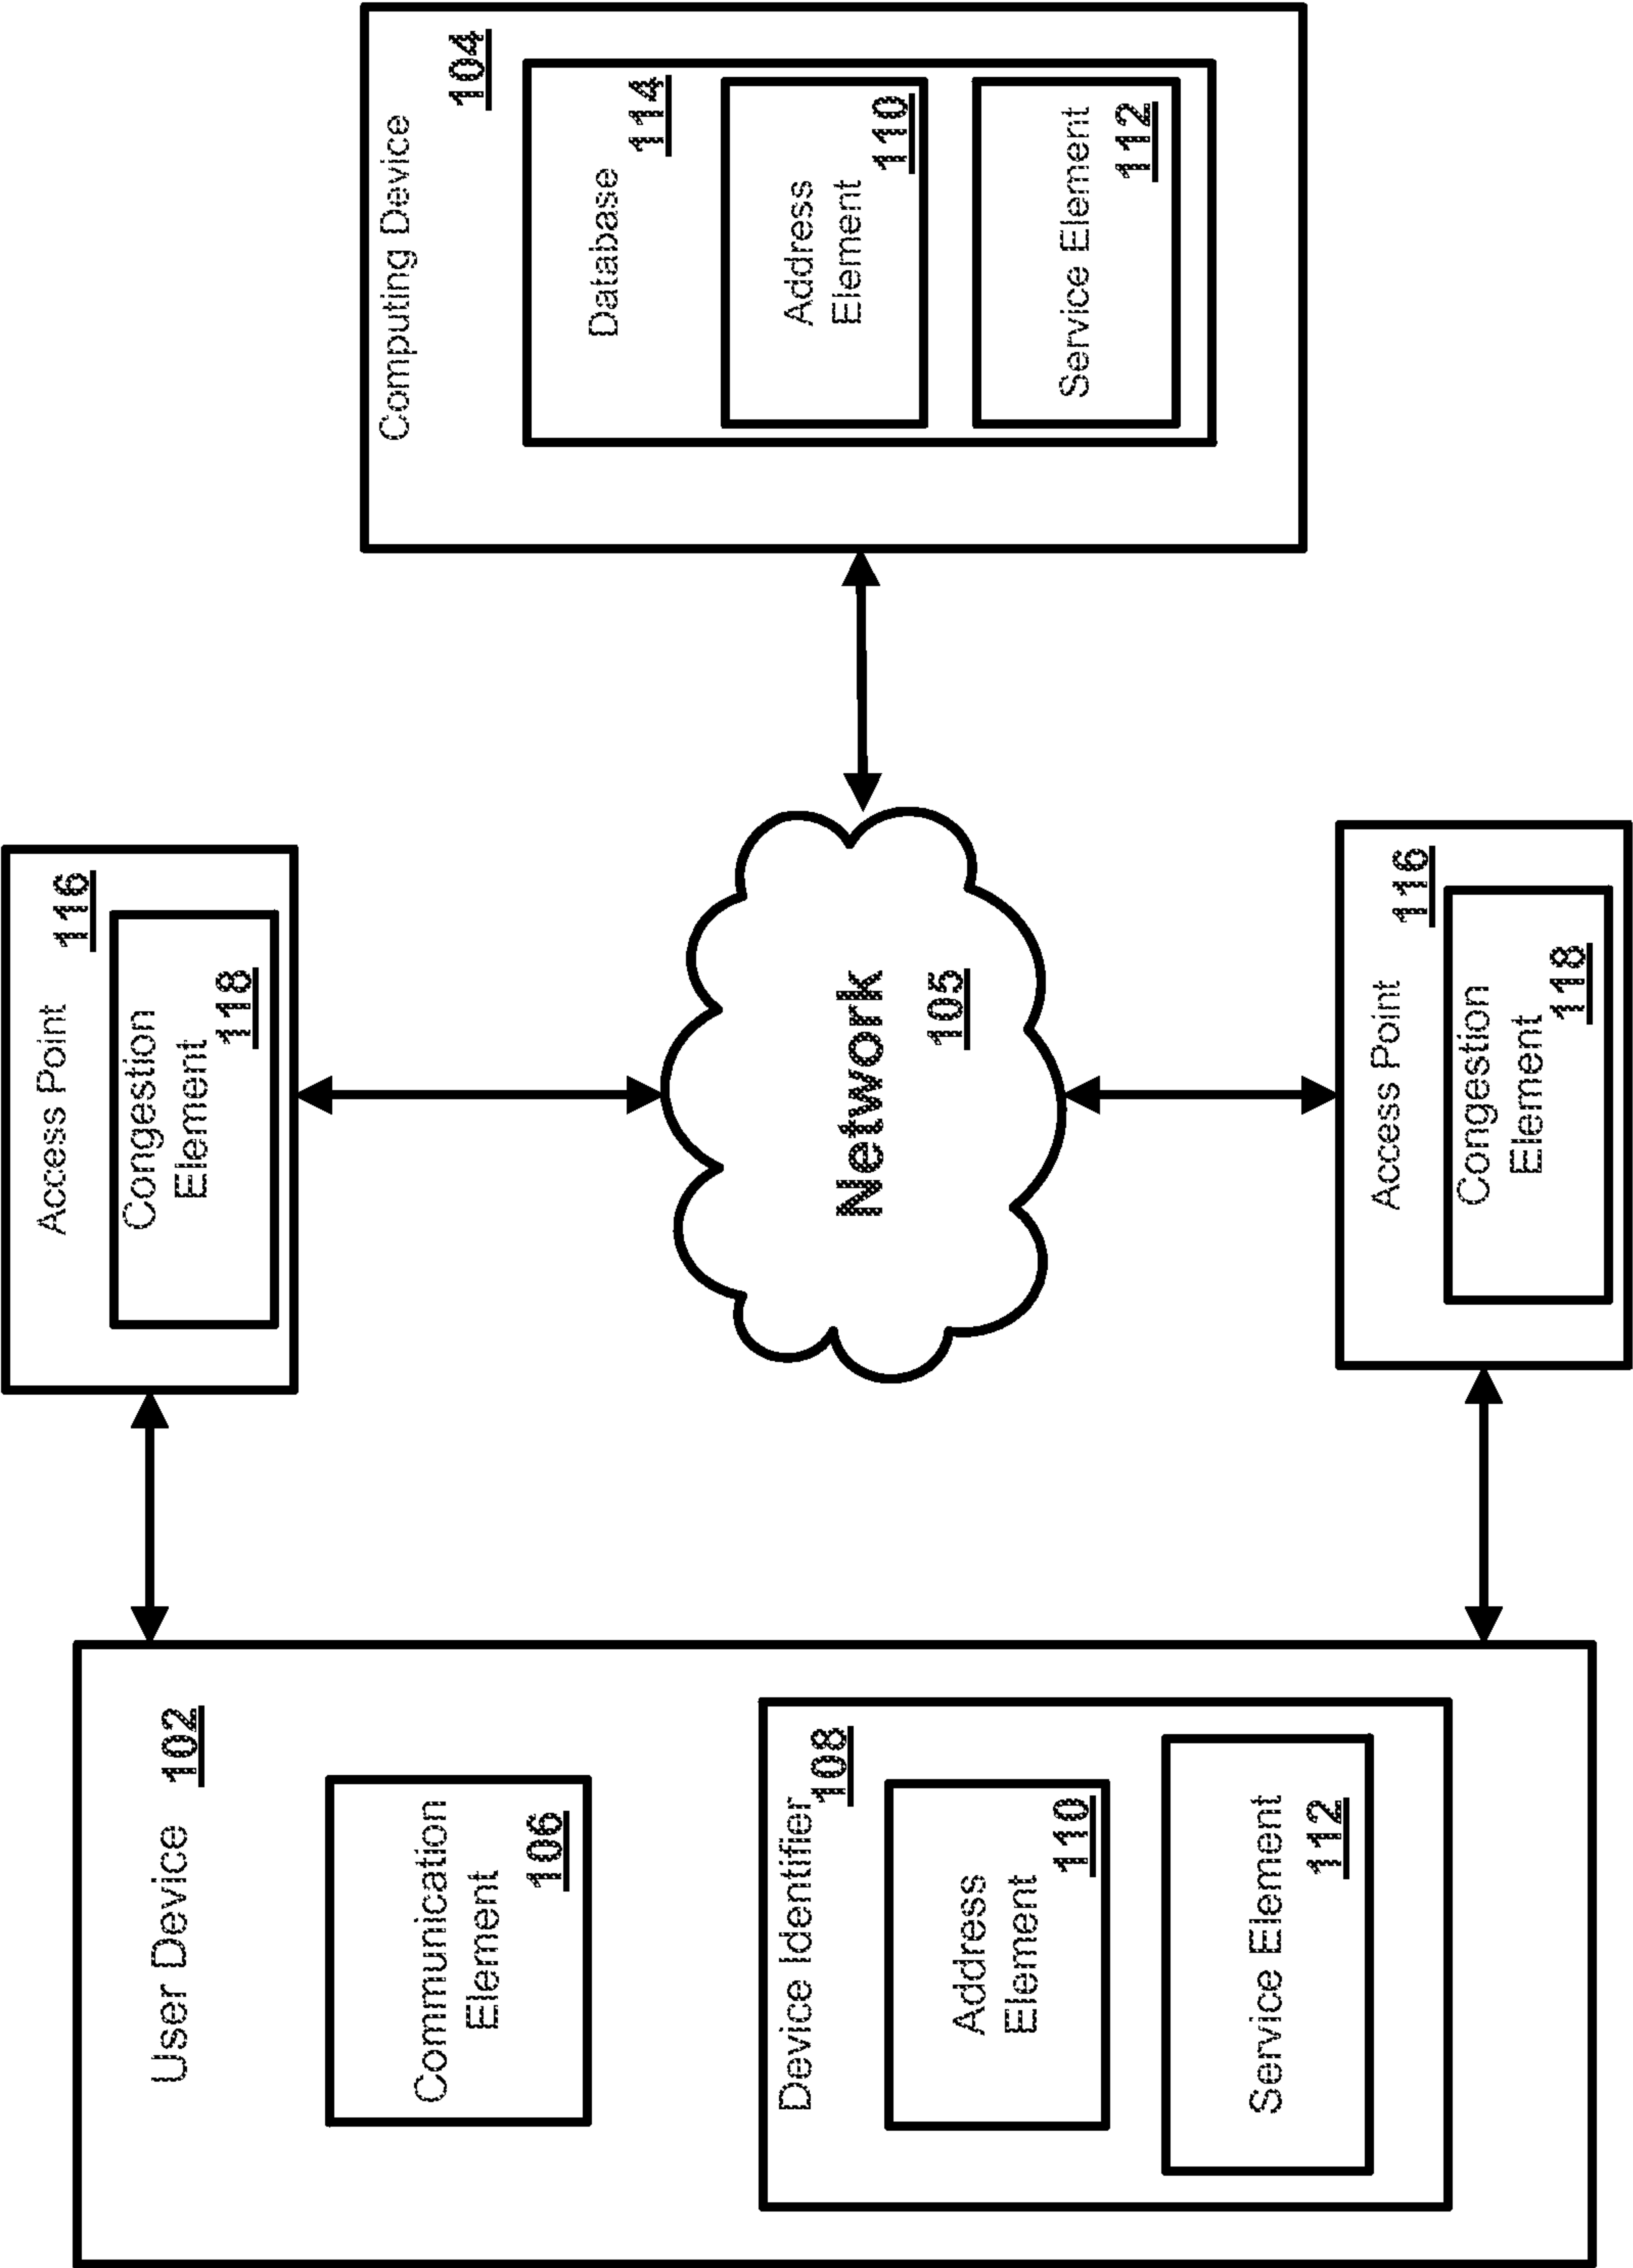 User Device 102
Communication
Element
106
Device Identifier
108
Address
Element
110
Service Element
112
Access Point
116
Congestion
Element
118
Network
105
Access Point
116
Congestion
Element
118
Computing Device
104
Database
114
Address
Element
110
Service Element
112